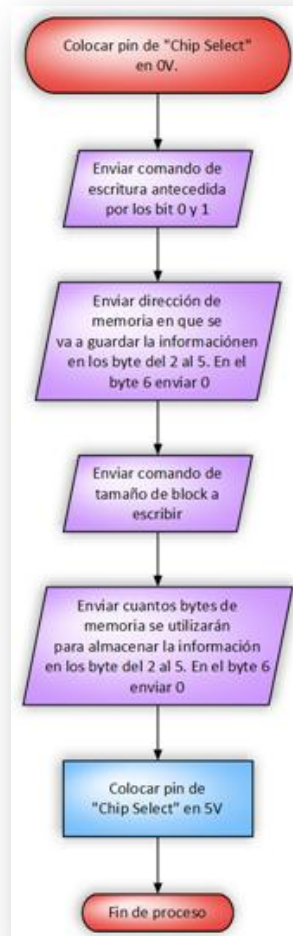 Colocar pin de "Chip Select"
en 0V.
Enviar comando de
escritura antecedida
por los bit 0 y 1
Enviar dirección de
memoria en que se
va a guardar la informaciónen
en los byte del 2 al 5. En el
byte 6 enviar 0
Enviar comando de
tamaño de block a
escribir
Enviar cuantos bytes de
memoria se utilizarán
para almacenar la información
en los byte del 2 al 5. En el byte 6
enviar 0
Colocar pin de
"Chip Select" en 5V
Fin de proceso